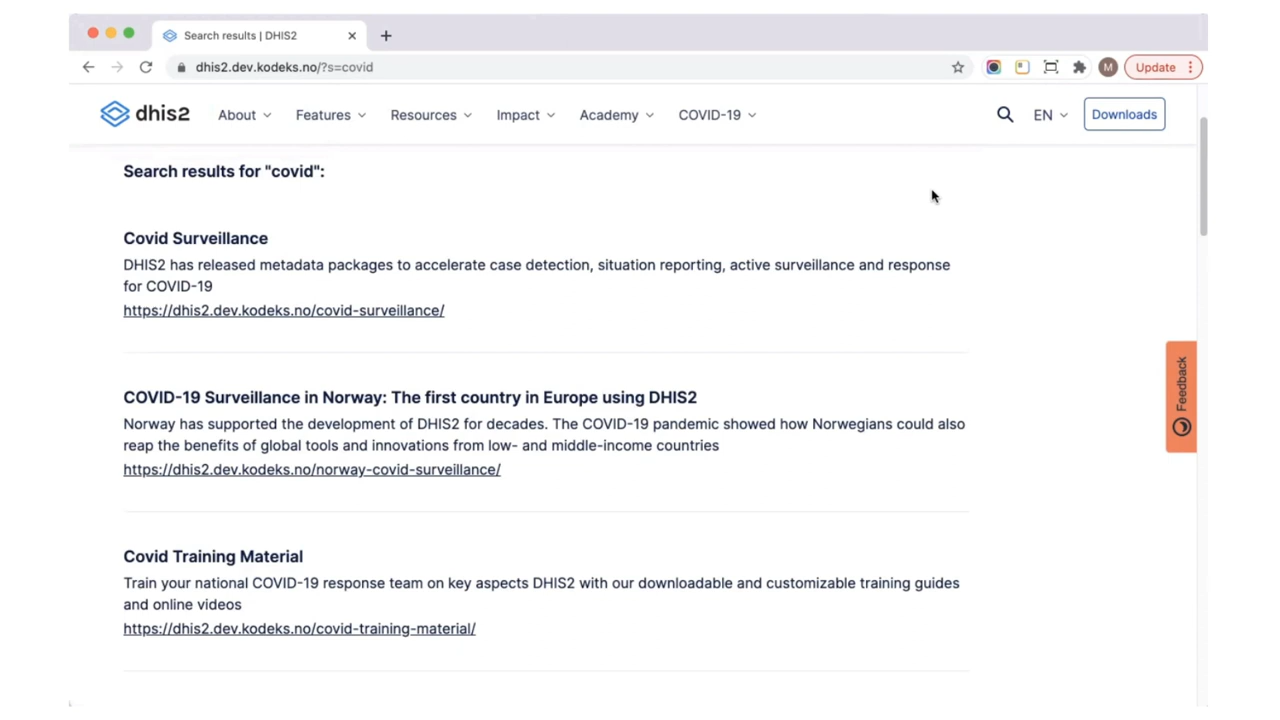 Search results | DHIS2
dhis2.dev.kodeks.no/?s=covid
M
Update
dhis2
About
Features
Resources
Impact
Academy
COVID-19
EN
Downloads
Search results for "covid":
Covid Surveillance
DHIS2 has released metadata packages to accelerate case detection, situation reporting, active surveillance and response
for COVID-19
https://dhis2.dev.kodeks.no/covid-surveillance/
COVID-19 Surveillance in Norway: The first country in Europe using DHIS2
Norway has supported the development of DHIS2 for decades. The COVID-19 pandemic showed how Norwegians could also
reap the benefits of global tools and innovations from low- and middle-income countries
https://dhis2.dev.kodeks.no/norway-covid-surveillance/
Feedback
Covid Training Material
Train your national COVID-19 response team on key aspects DHIS2 with our downloadable and customizable training guides
and online videos
https://dhis2.dev.kodeks.no/covid-training-material/